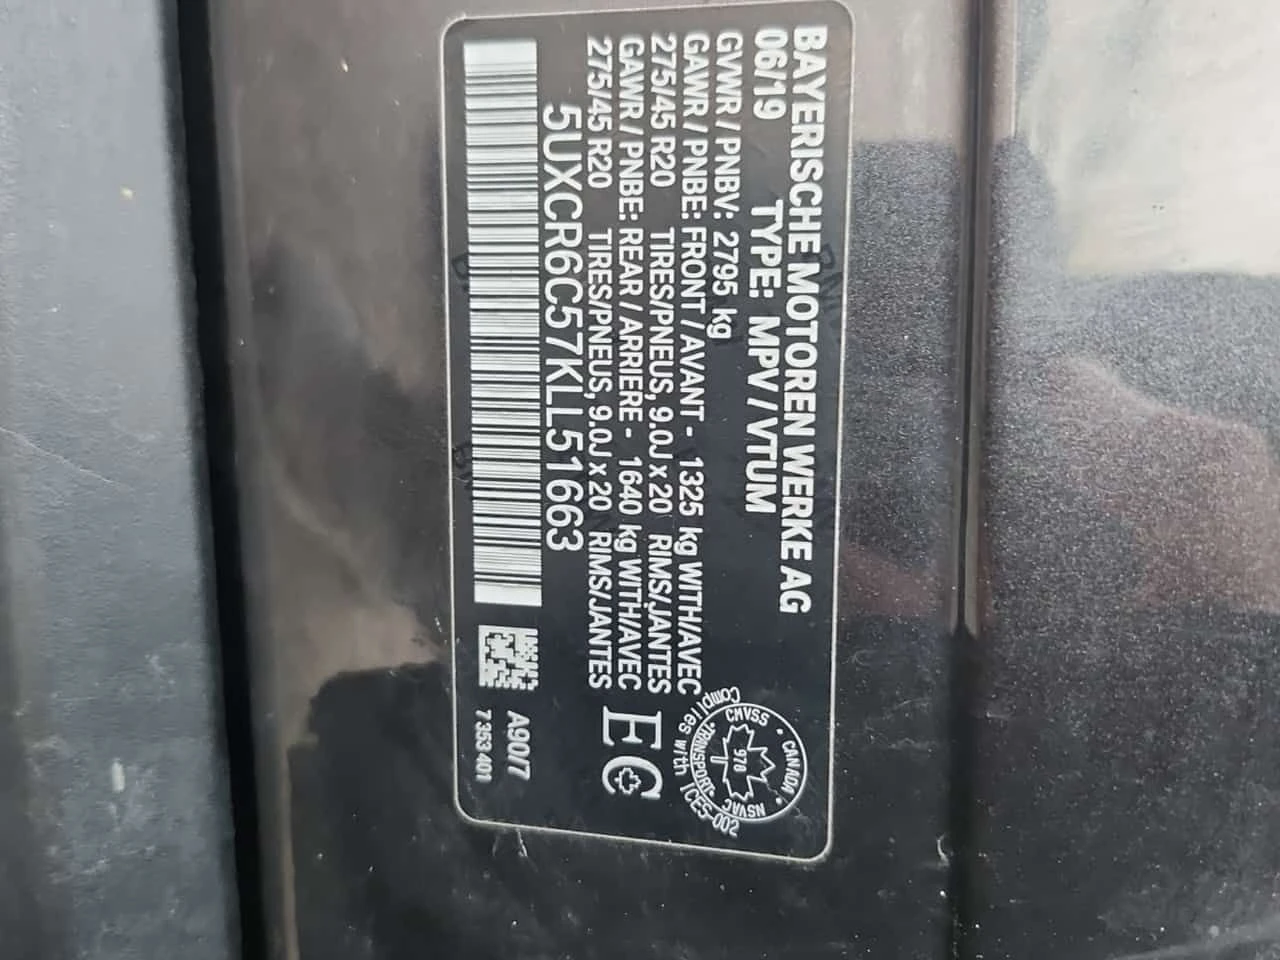 BAYERISCHE MOTOREN WERKE AG
06/19 TYPE: MPV / VTUM
GVWR / PNBV: 2795 kg
GAWR / PNBE: FRONT / AVANT - 1325 kg WITH/AVEC
275/45 R20 TIRES/PNEUS, 9.0J x 20 RIMS/JANTES
GAWR / PNBE: REAR / ARRIERE - 1640 kg WITH/AVEC
275/45 R20 TIRES/PNEUS, 9.0J x 20 RIMS/JANTES
5UXCR6C57KLL51663
CANADA · NSVAC · TRANSPORT · CMVSS
978
Complies with ICES-002
EC
A90/7
7 353 401